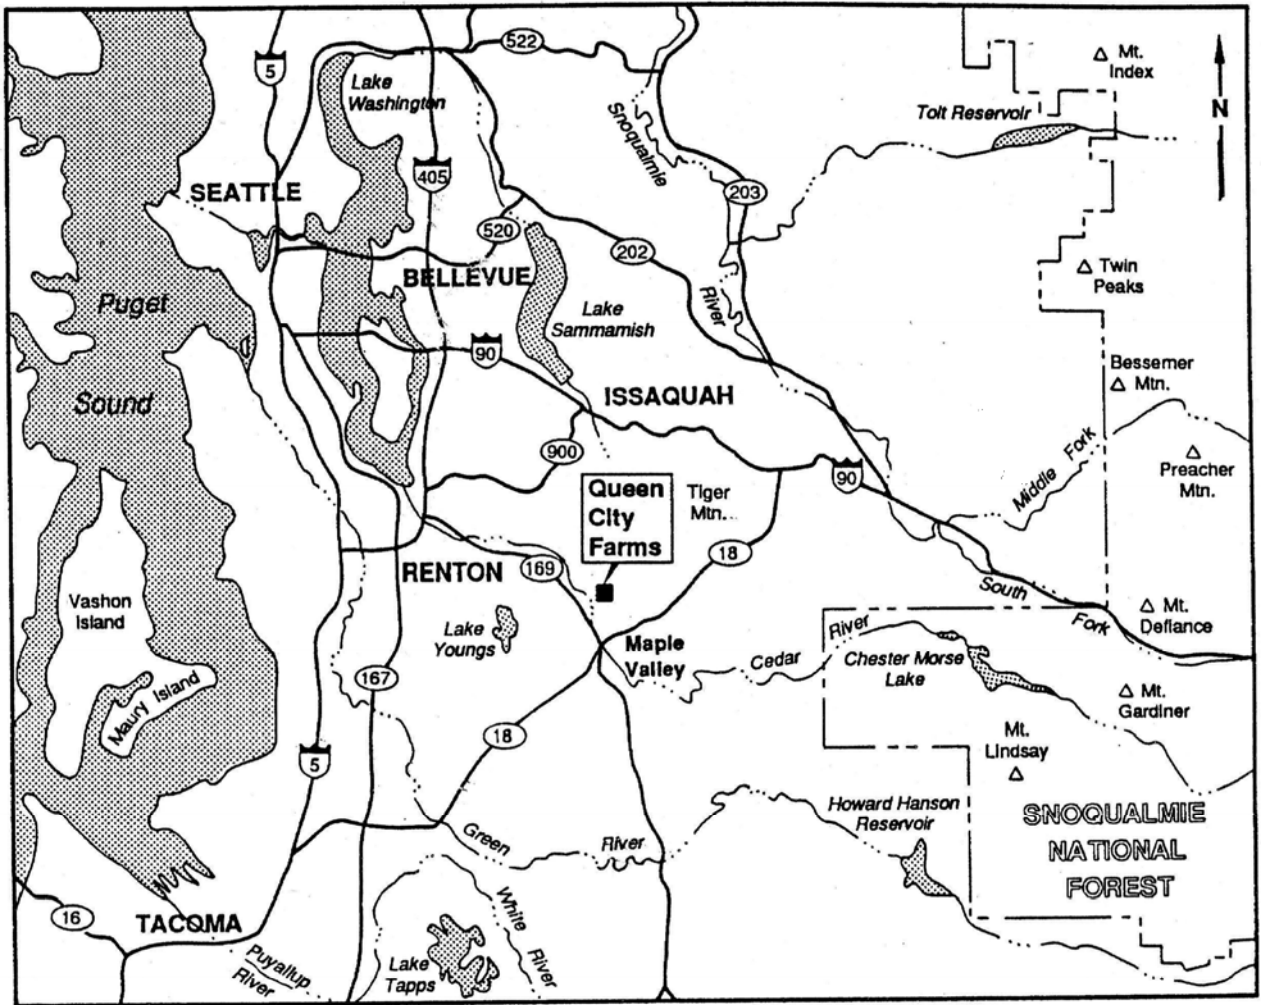 522
5
Lake
Washington
Mt.
Index
Tolt Reservoir
N
Snoqualmie
405
SEATTLE
203
520
202
BELLEVUE
Twin
Peaks
Puget
River
Lake
Sammamish
90
Bessemer
Mtn.
Sound
ISSAQUAH
900
90
Middle Fork
Preacher
Mtn.
Queen
City
Farms
Tiger
Mtn.
18
169
RENTON
South
Fork
Vashon
Island
Mt.
Defiance
Lake
Youngs
Maple
Valley
Cedar
River
Chester Morse
Lake
167
Maury Island
Mt.
Gardiner
18
Mt.
Lindsay
5
Howard Hanson
Reservoir
SNOQUALMIE
NATIONAL
FOREST
Green
River
16
TACOMA
White
River
Puyallup
River
Lake
Tapps